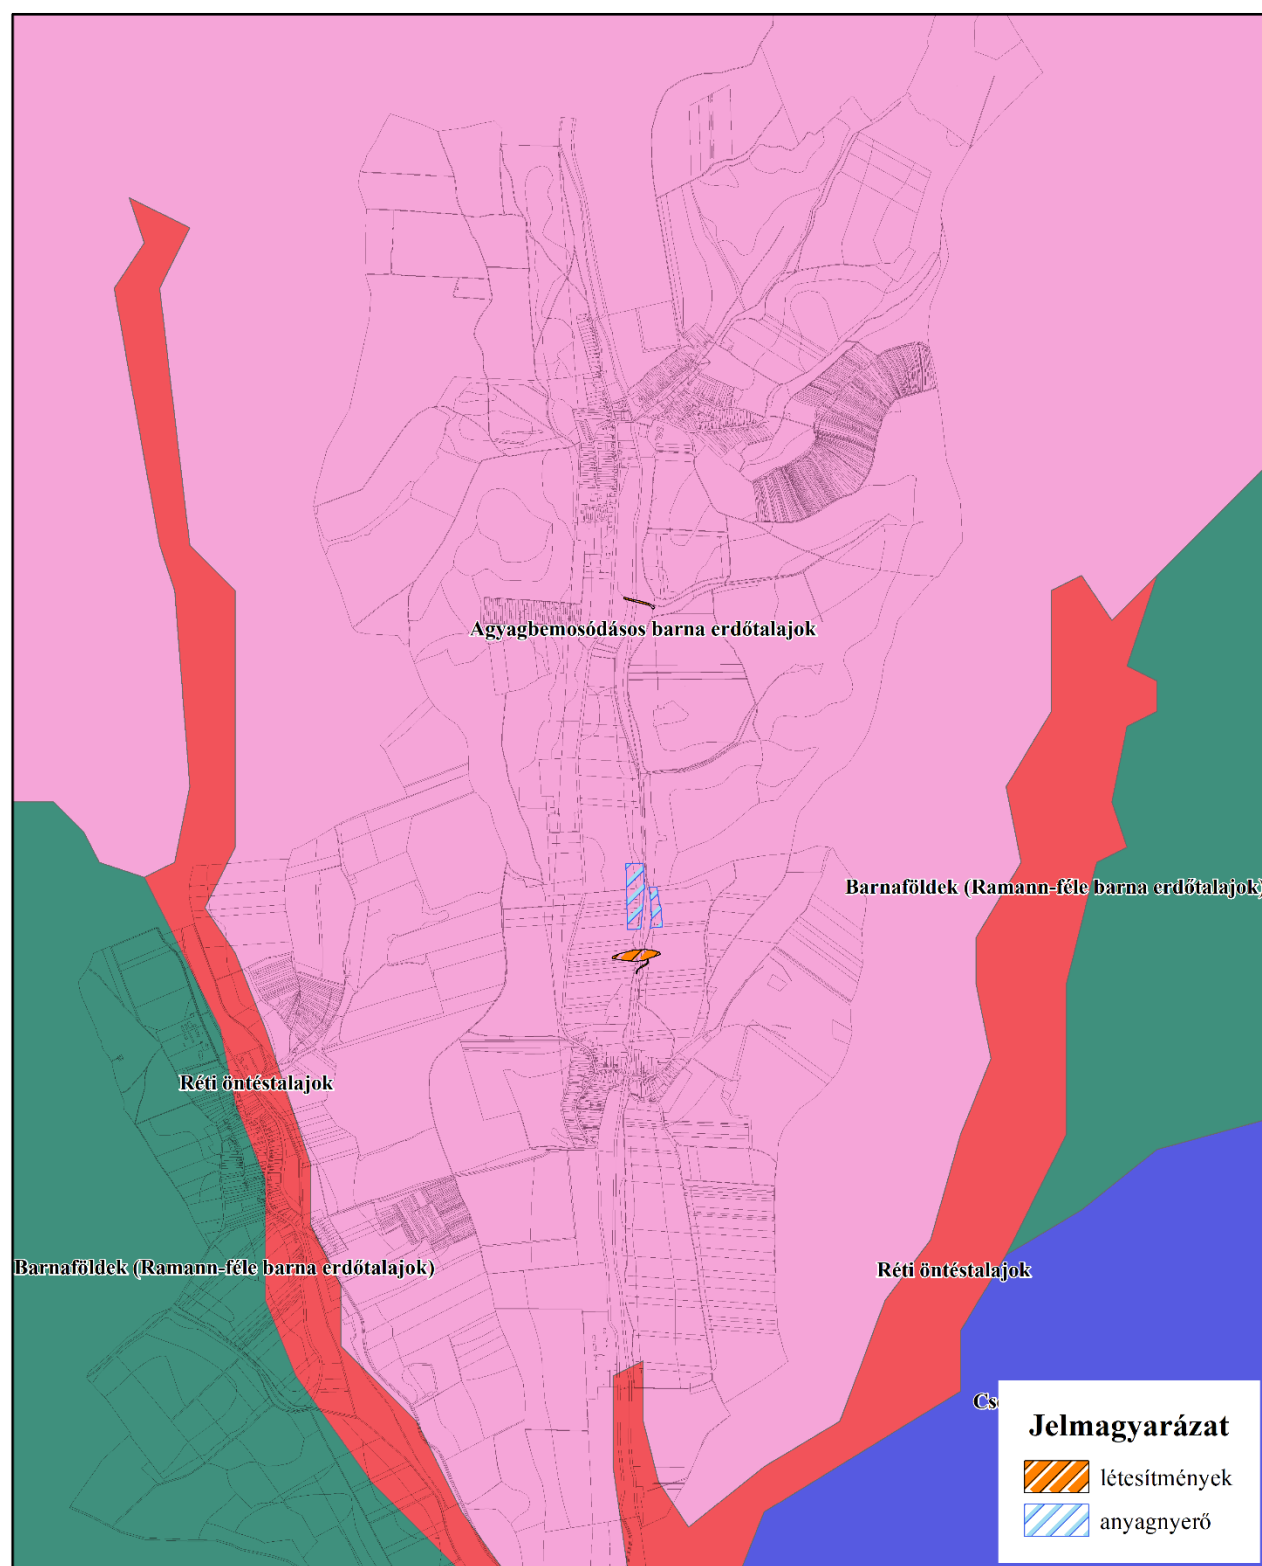 Agyagbemosódásos barna erdőtalajok
Barnaföldek (Ramann-féle barna erdőtalajok)
Réti öntéstalajok
Barnaföldek (Ramann-féle barna erdőtalajok)
Réti öntéstalajok
Jelmagyarázat
létesítmények
anyagnyerő